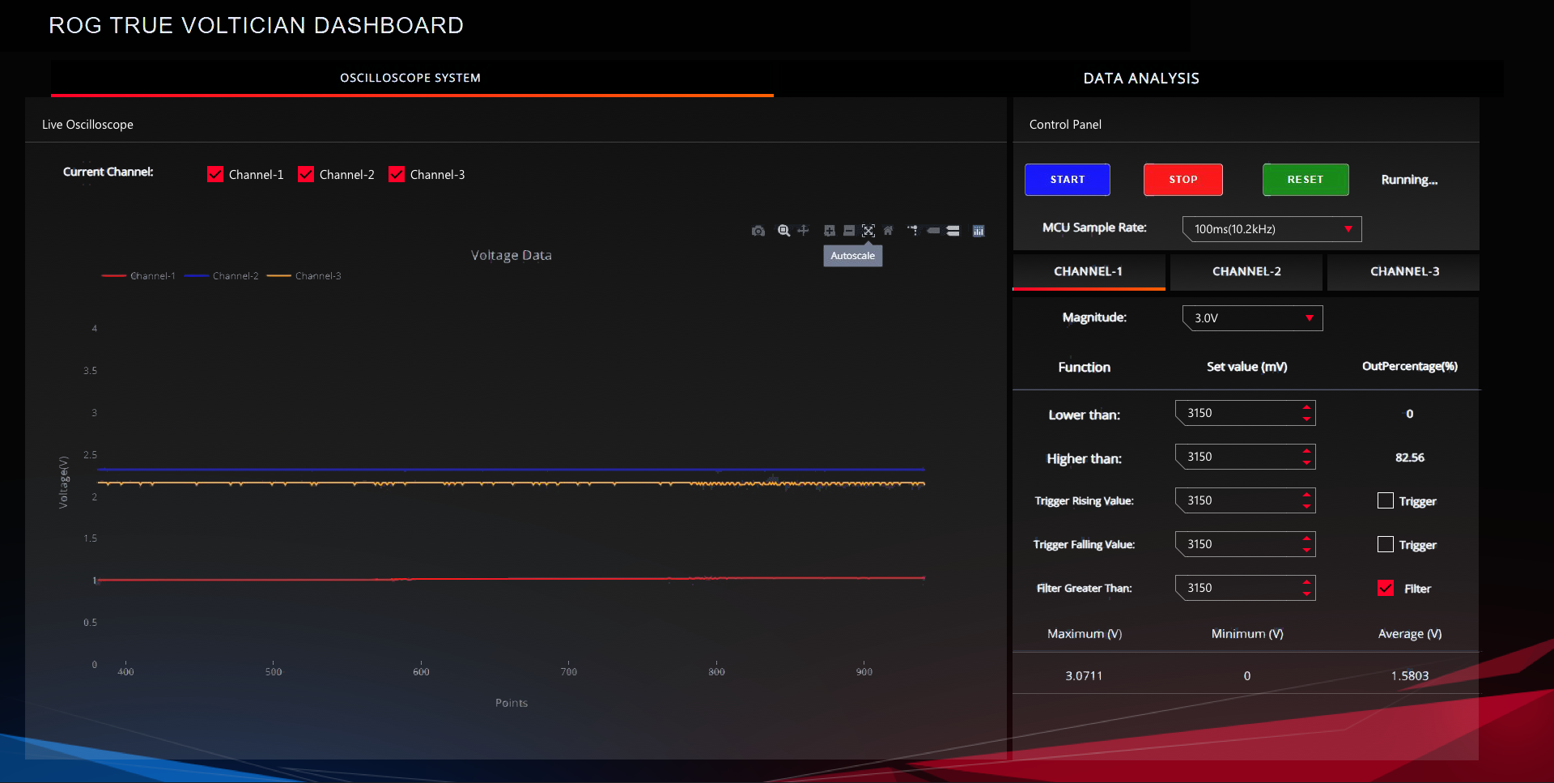 ROG TRUE VOLTICIAN DASHBOARD
OSCILLOSCOPE SYSTEM
DATA ANALYSIS
Live Oscilloscope
Current Channel:
Channel-1
Channel-2
Channel-3
Autoscale
Voltage Data
Channel-1
Channel-2
Channel-3
Voltage(V)
4
3.5
3
2.5
2
1.5
1
0.5
0
400
500
600
700
800
900
Points
Control Panel
START
STOP
RESET
Running...
MCU Sample Rate:
100ms(10.2kHz)
CHANNEL-1
CHANNEL-2
CHANNEL-3
Magnitude:
3.0V
Function
Set value (mV)
OutPercentage(%)
Lower than:
3150
0
Higher than:
3150
82.56
Trigger Rising Value:
3150
Trigger
Trigger Falling Value:
3150
Trigger
Filter Greater Than:
3150
Filter
Maximum (V)
Minimum (V)
Average (V)
3.0711
0
1.5803